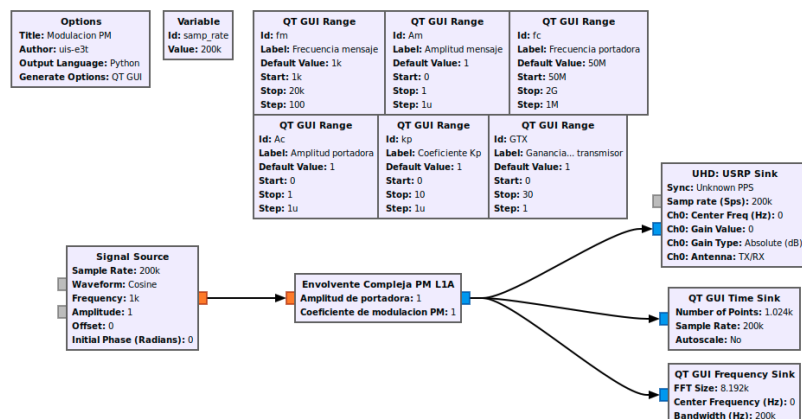 Options
Title: Modulacion PM
Author: uis-e3t
Output Language: Python
Generate Options: QT GUI
Variable
Id: samp_rate
Value: 200k
QT GUI Range
Id: fm
Label: Frecuencia mensaje
Default Value: 1k
Start: 1k
Stop: 20k
Step: 100
QT GUI Range
Id: Am
Label: Amplitud mensaje
Default Value: 1
Start: 0
Stop: 1
Step: 1u
QT GUI Range
Id: fc
Label: Frecuencia portadora
Default Value: 50M
Start: 50M
Stop: 2G
Step: 1M
QT GUI Range
Id: Ac
Label: Amplitud portadora
Default Value: 1
Start: 0
Stop: 1
Step: 1u
QT GUI Range
Id: kp
Label: Coeficiente Kp
Default Value: 1
Start: 0
Stop: 10
Step: 1u
QT GUI Range
Id: GTX
Label: Ganancia... transmisor
Default Value: 1
Start: 0
Stop: 30
Step: 1
UHD: USRP Sink
Sync: Unknown PPS
Samp rate (Sps): 200k
Ch0: Center Freq (Hz): 0
Ch0: Gain Value: 0
Ch0: Gain Type: Absolute (dB)
Ch0: Antenna: TX/RX
Signal Source
Sample Rate: 200k
Waveform: Cosine
Frequency: 1k
Amplitude: 1
Offset: 0
Initial Phase (Radians): 0
Envolvente Compleja PM L1A
Amplitud de portadora: 1
Coeficiente de modulacion PM: 1
QT GUI Time Sink
Number of Points: 1.024k
Sample Rate: 200k
Autoscale: No
QT GUI Frequency Sink
FFT Size: 8.192k
Center Frequency (Hz): 0
Bandwidth (Hz): 200k